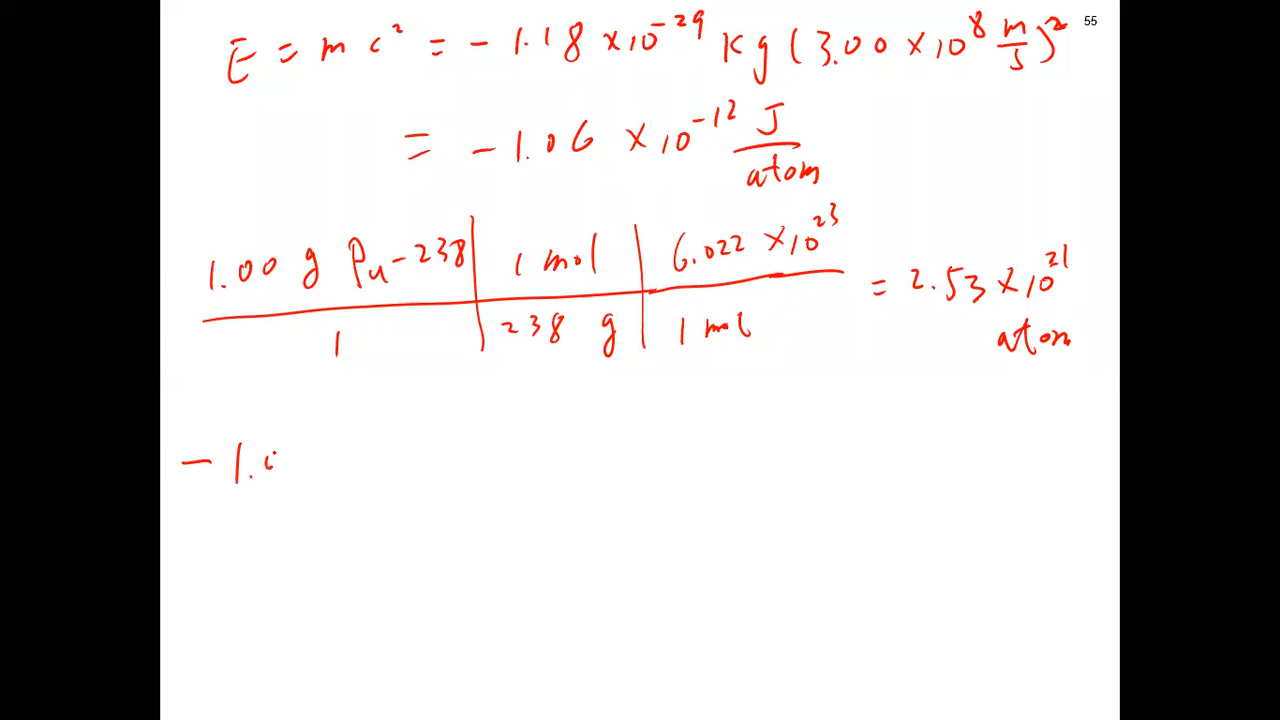 55
E = mc² = -1.18 ×10⁻²⁹ Kg (3.00 × 10⁸ m/s)²
= -1.06 × 10⁻¹² J/atom
1.00 g Pu-238 | 1 mol | 6.022 ×10²³ = 2.53 ×10²¹
1 | 238 g | 1 mol atom
- 1.